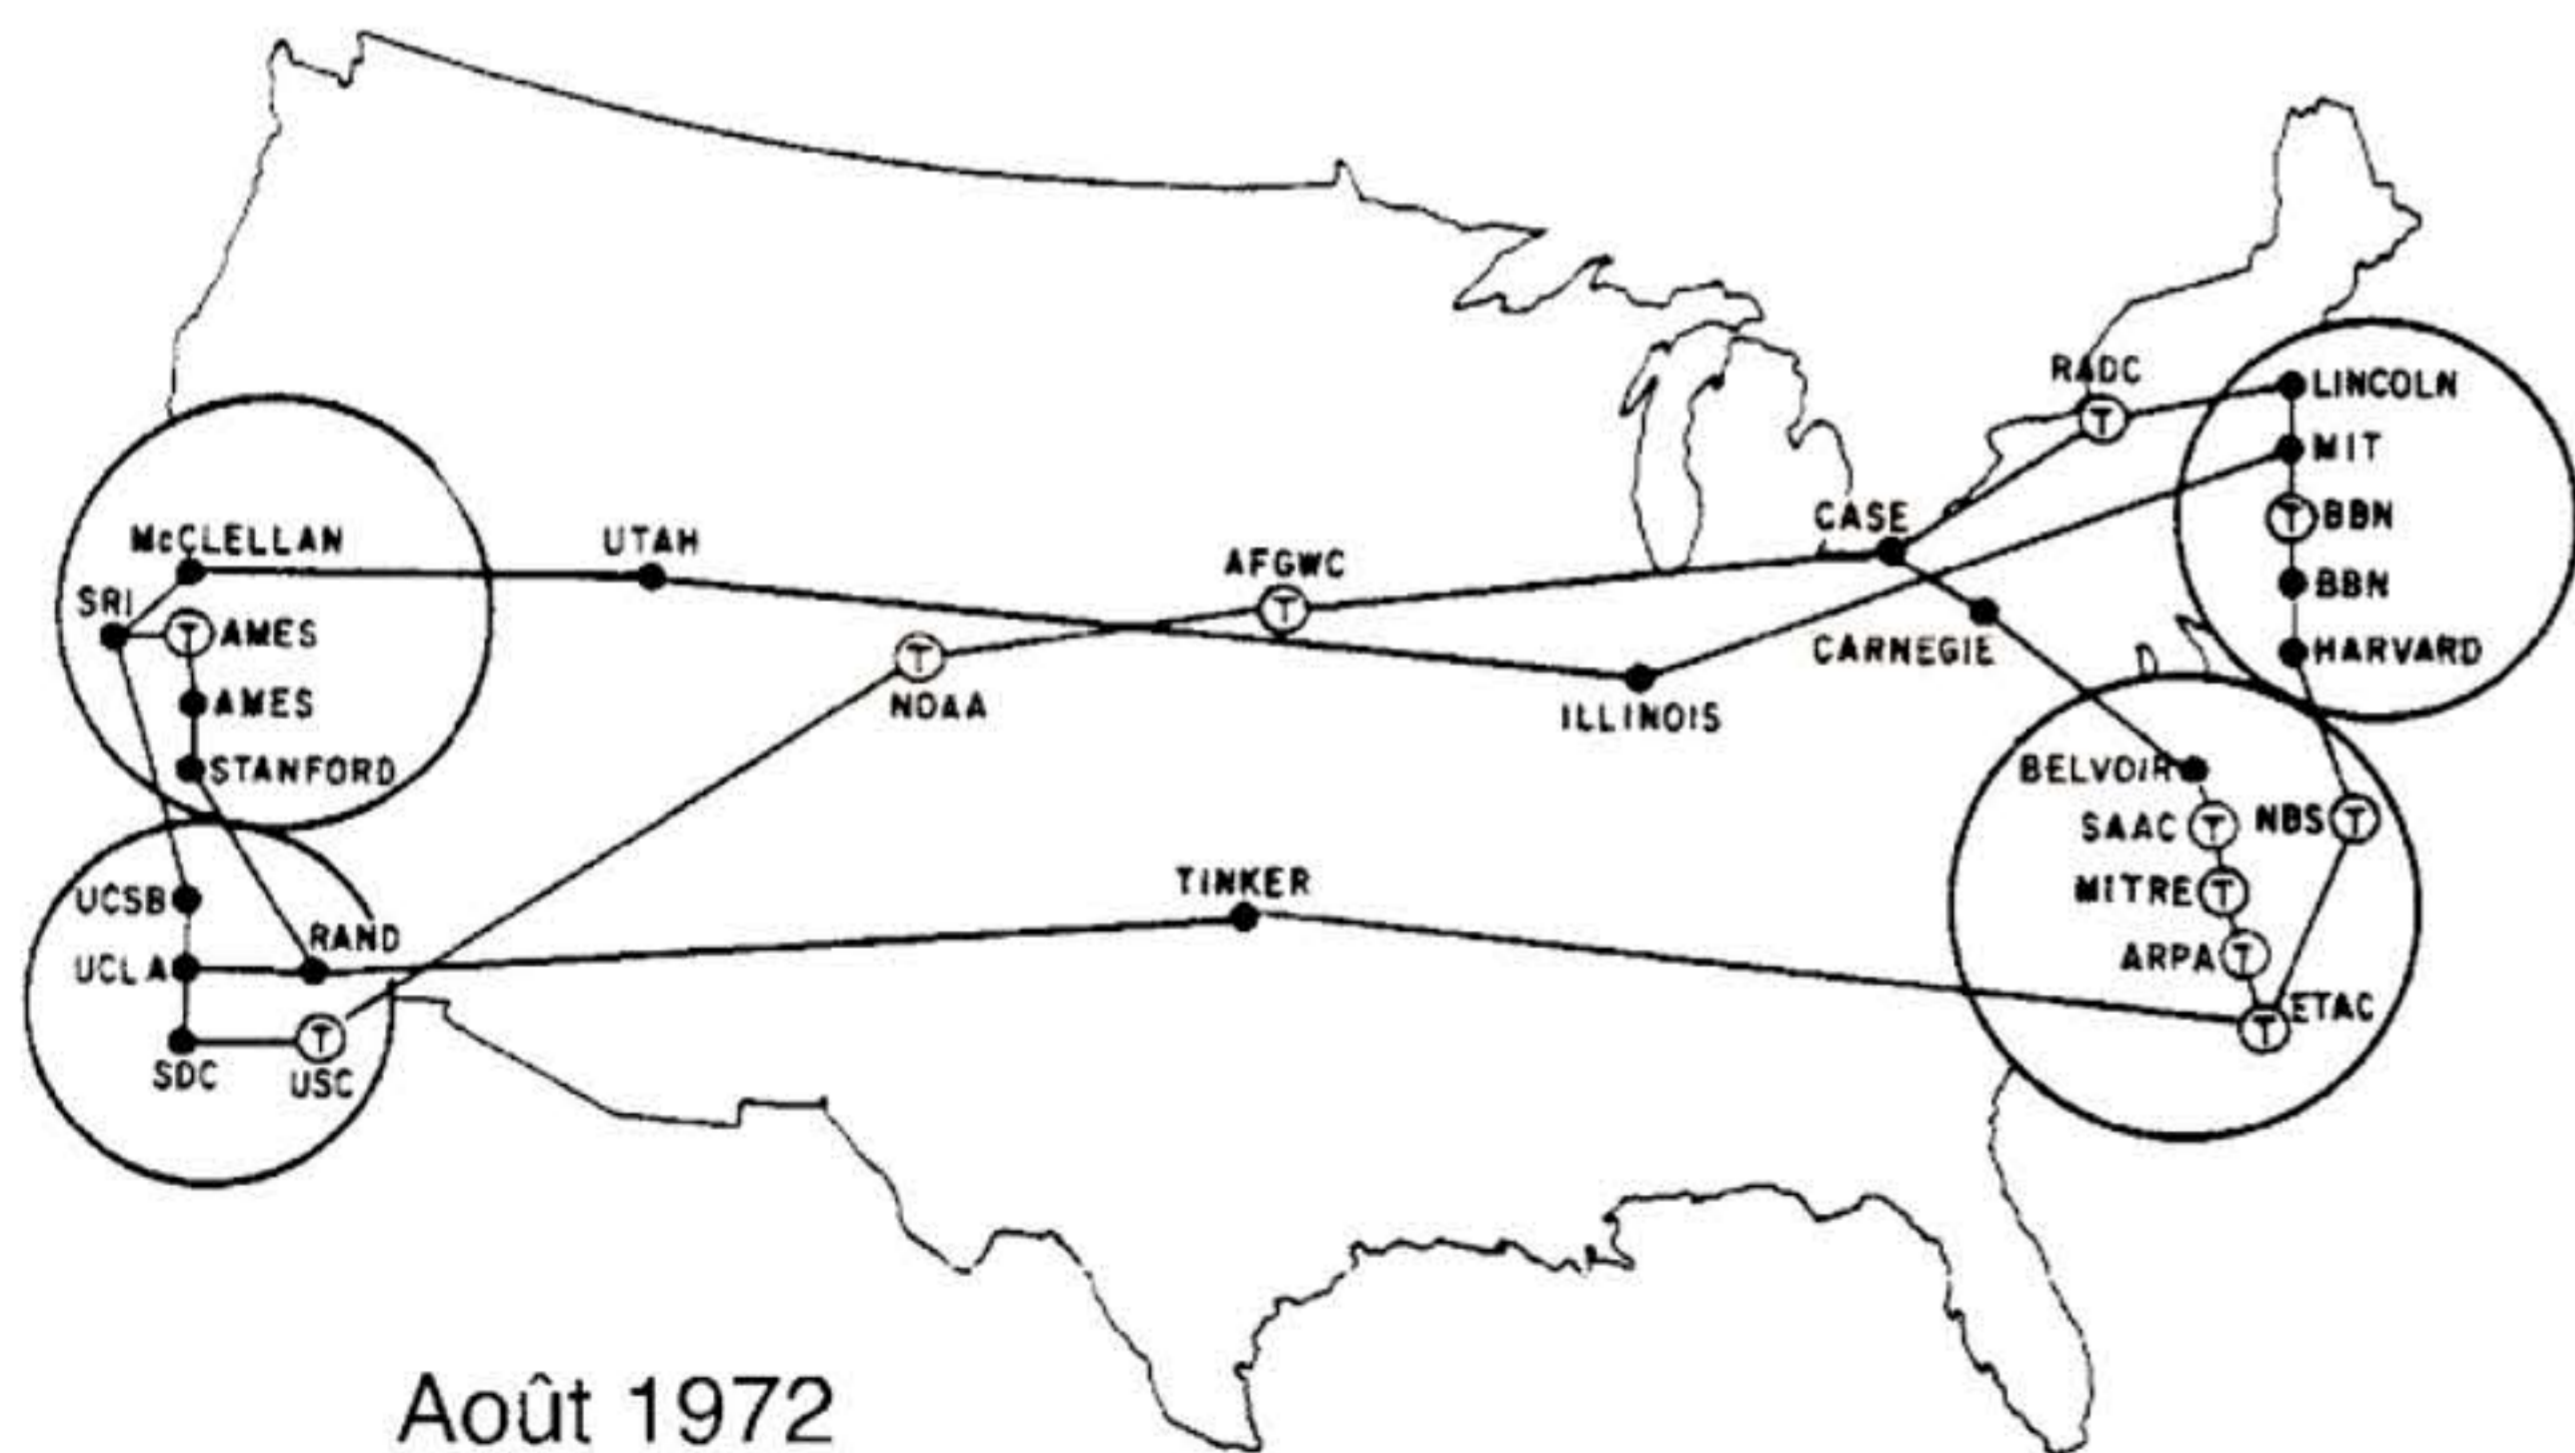 RADC
LINCOLN
MIT
T
T
BBN
CASE
McCLELLAN
UTAH
AFGWC
BBN
SRI
T
T
AMES
CARNEGIE
HARVARD
T
NOAA
AMES
ILLINOIS
STANFORD
BELVOIR
SAAC
T
NBS
T
TINKER
UCSB
MITRE
T
RAND
UCLA
ARPA
T
ETAC
T
T
SDC
USC
Août 1972